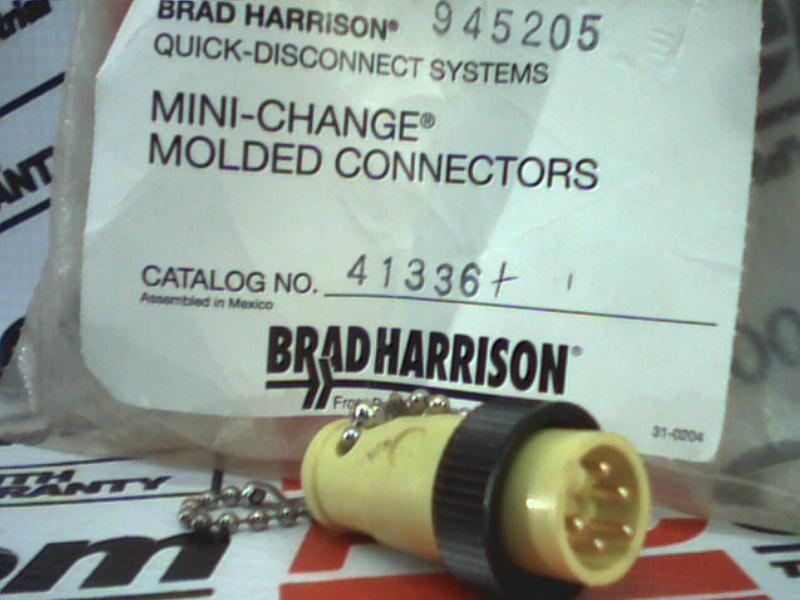 BRAD HARRISON® 945205
QUICK-DISCONNECT SYSTEMS
MINI-CHANGE®
MOLDED CONNECTORS
CATALOG NO. 41336+
Assembled in Mexico
BRAD HARRISON®
From
31-0204